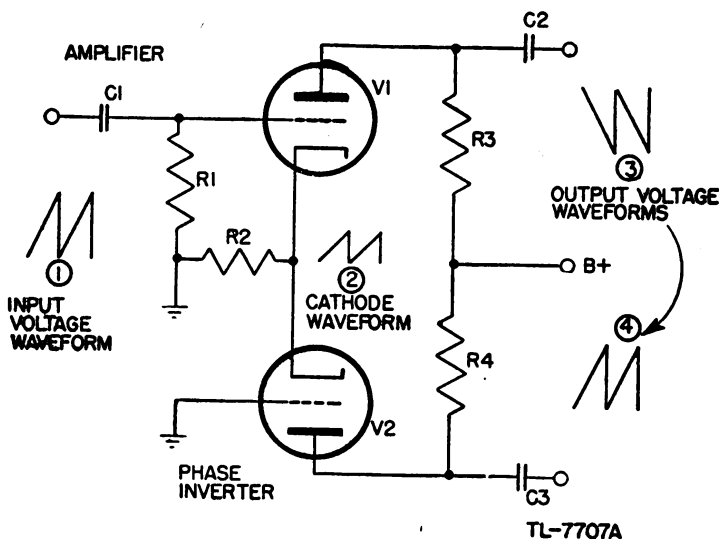 AMPLIFIER
C1
V1
C2
R1
R3
R2
1
INPUT
VOLTAGE
WAVEFORM
2
CATHODE
WAVEFORM
3
OUTPUT VOLTAGE
WAVEFORMS
B+
4
R4
V2
PHASE
INVERTER
C3
TL-7707A